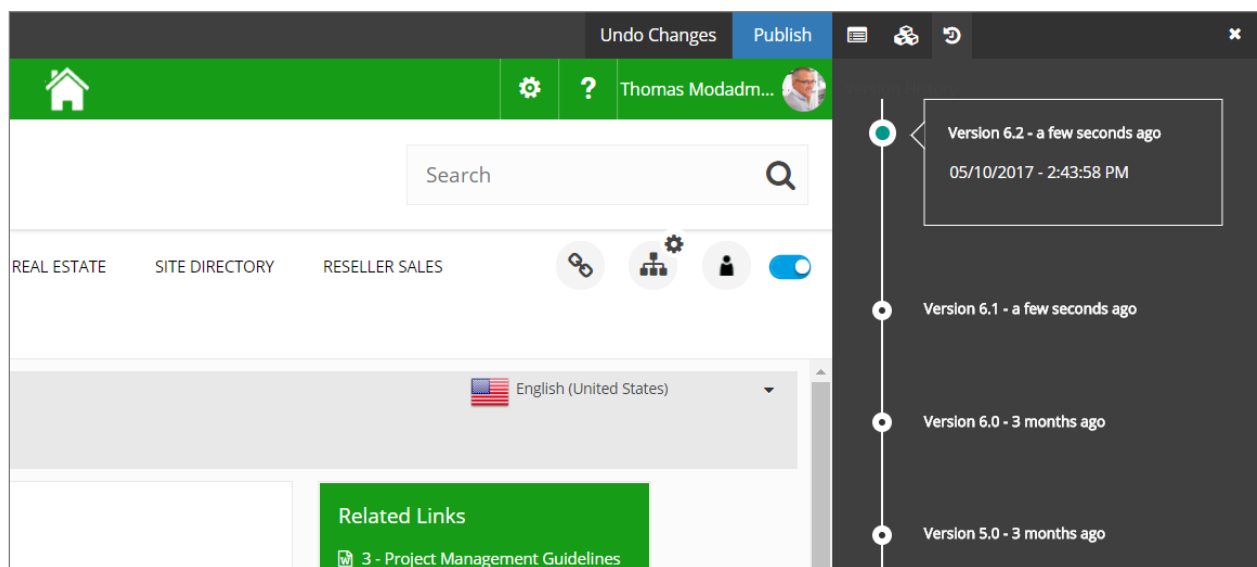 Undo Changes
Publish
?
Thomas Modadm...
Search
REAL ESTATE
SITE DIRECTORY
RESELLER SALES
English (United States)
Related Links
3 - Project Management Guidelines
Version 6.2 - a few seconds ago
05/10/2017 - 2:43:58 PM
Version 6.1 - a few seconds ago
Version 6.0 - 3 months ago
Version 5.0 - 3 months ago